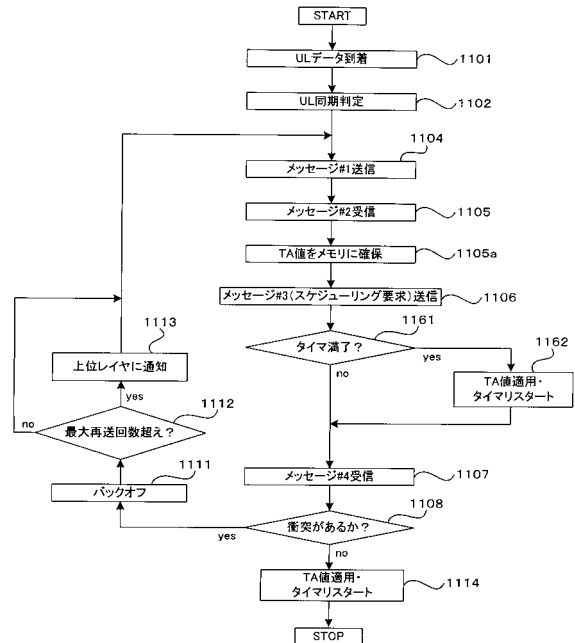 START
ULデータ到着
1101
UL同期判定
1102
1104
メッセージ#1送信
メッセージ#2受信
1105
TA値をメモリに確保
1105a
メッセージ#3(スケジューリング要求)送信
1106
1161
タイマ満了?
yes
no
1162
TA値適用・
タイマリスタート
1113
上位レイヤに通知
yes
1112
no
最大再送回数超え?
1111
バックオフ
メッセージ#4受信
1107
1108
衝突があるか?
yes
no
TA値適用・
タイマリスタート
1114
STOP